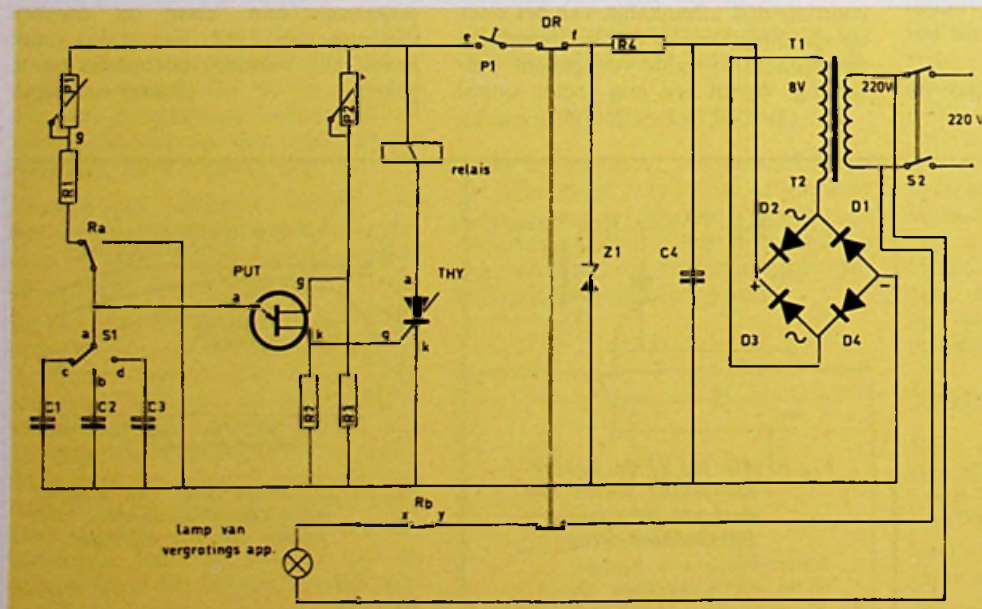 DR
e
P1
f
R4
T1
8V
220V
220 V
S2
T2
P1
g
R1
P2
relais
Ra
D2
D1
Z1
C4
PUT
a
g
k
THY
a
g
k
+
-
D3
D4
a
S1
c
b
d
C1
C2
C3
R2
R3
Rb
x
y
lamp van
vergrotings app.